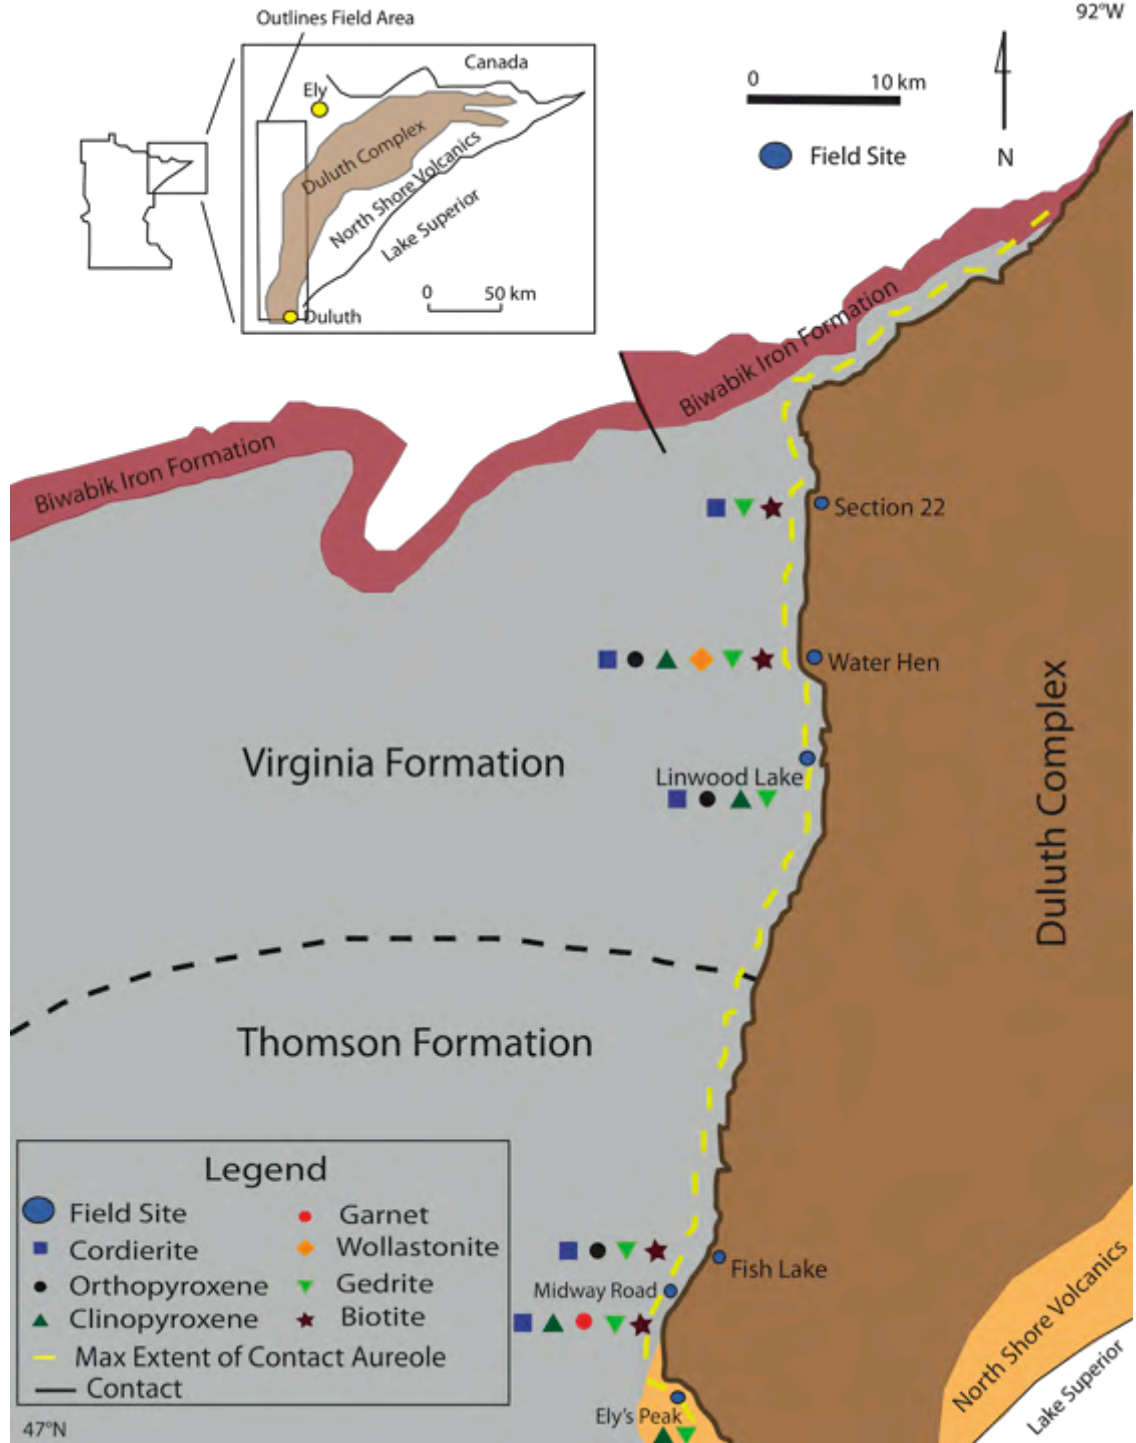 Outlines Field Area
92°W
Canada
Ely
Duluth Complex
North Shore Volcanics
Lake Superior
0 50 km
Duluth
0 10 km
Field Site
N
Biwabik Iron Formation
Biwabik Iron Formation
Section 22
Water Hen
Virginia Formation
Linwood Lake
Duluth Complex
Thomson Formation
Legend
Field Site
Garnet
Cordierite
Wollastonite
Orthopyroxene
Gedrite
Clinopyroxene
Biotite
Max Extent of Contact Aureole
Contact
Fish Lake
Midway Road
North Shore Volcanics
Lake Superior
Ely's Peak
47°N